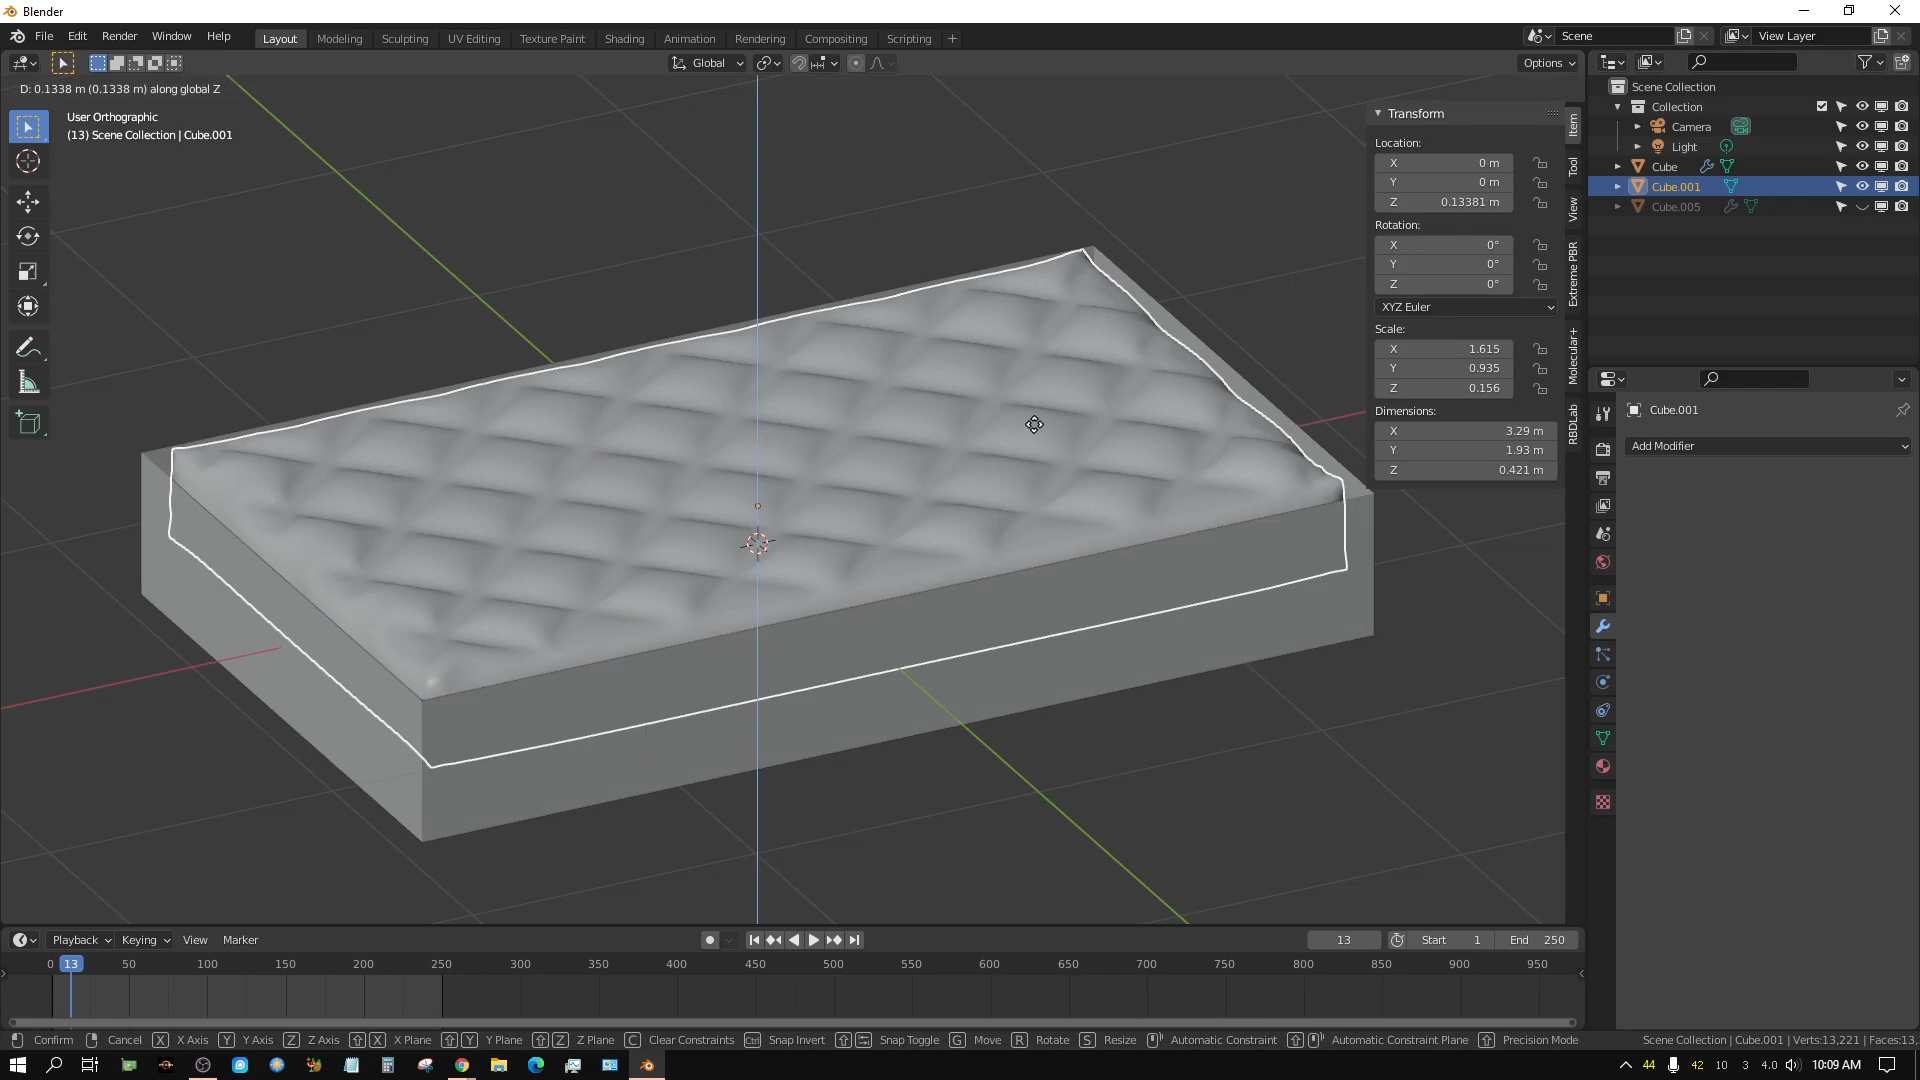 Blender
File Edit Render Window Help
Layout Modeling Sculpting UV Editing Texture Paint Shading Animation Rendering Compositing Scripting +
Scene
View Layer
Global
Options
D: 0.1338 m (0.1338 m) along global Z
User Orthographic
(13) Scene Collection | Cube.001
Transform
Location:
X 0 m
Y 0 m
Z 0.13381 m
Rotation:
X 0°
Y 0°
Z 0°
XYZ Euler
Scale:
X 1.615
Y 0.935
Z 0.156
Dimensions:
X 3.29 m
Y 1.93 m
Z 0.421 m
Item
Tool
View
Extreme PBR
Molecular+
RBDLab
Scene Collection
Collection
Camera
Light
Cube
Cube.001
Cube.005
Cube.001
Add Modifier
Playback Keying View Marker
13 Start 1 End 250
0 13 50 100 150 200 250 300 350 400 450 500 550 600 650 700 750 800 850 900 950
Confirm Cancel X X Axis Y Y Axis Z Z Axis X X Plane Y Y Plane Z Z Plane C Clear Constraints Ctrl Snap Invert Snap Toggle G Move R Rotate S Resize Automatic Constraint Automatic Constraint Plane Precision Mode Scene Collection | Cube.001 | Verts:13,221 | Faces:13,
44 42 10 3 4.0 10:09 AM